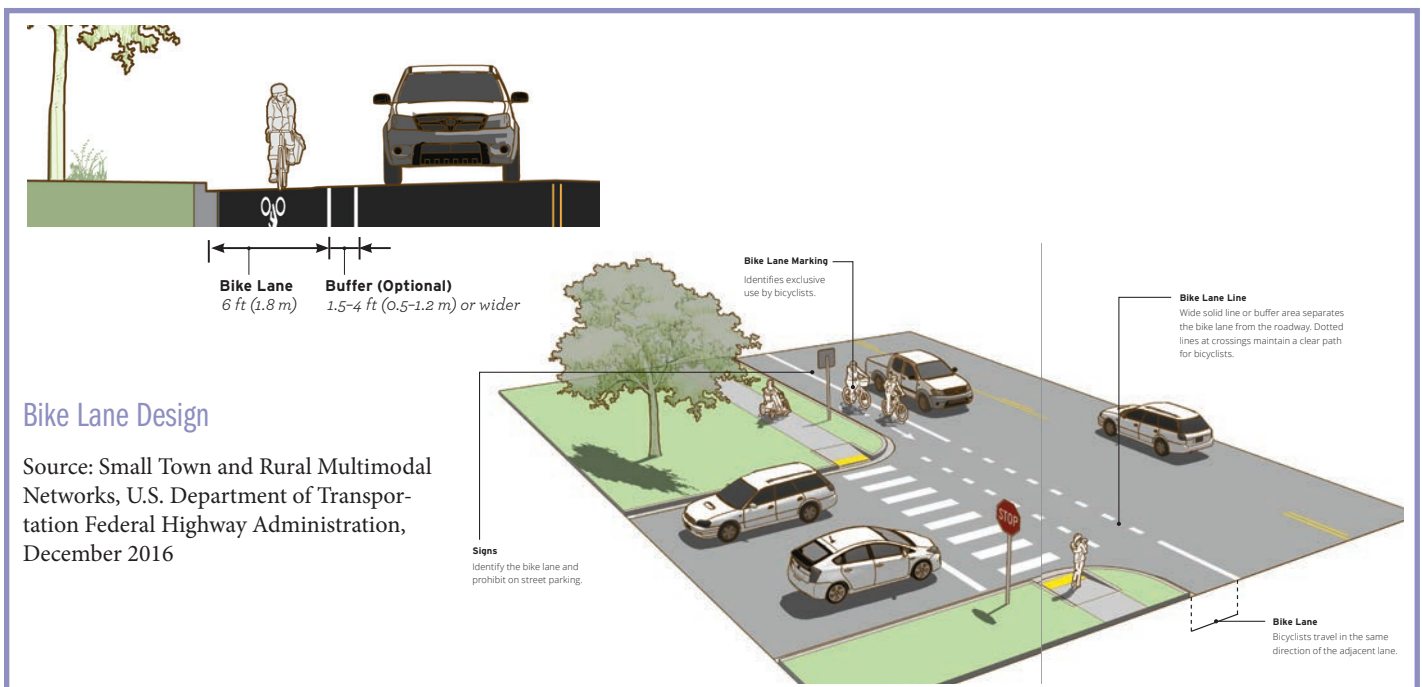 Bike Lane
6 ft (1.8 m)
Buffer (Optional)
1.5–4 ft (0.5–1.2 m) or wider
Bike Lane Marking
Identifies exclusive
use by bicyclists.
Bike Lane Line
Wide solid line or buffer area separates
the bike lane from the roadway. Dotted
lines at crossings maintain a clear path
for bicyclists.
Bike Lane Design
Source: Small Town and Rural Multimodal
Networks, U.S. Department of Transpor-
tation Federal Highway Administration,
December 2016
STOP
Signs
Identify the bike lane and
prohibit on street parking.
Bike Lane
Bicyclists travel in the same
direction of the adjacent lane.